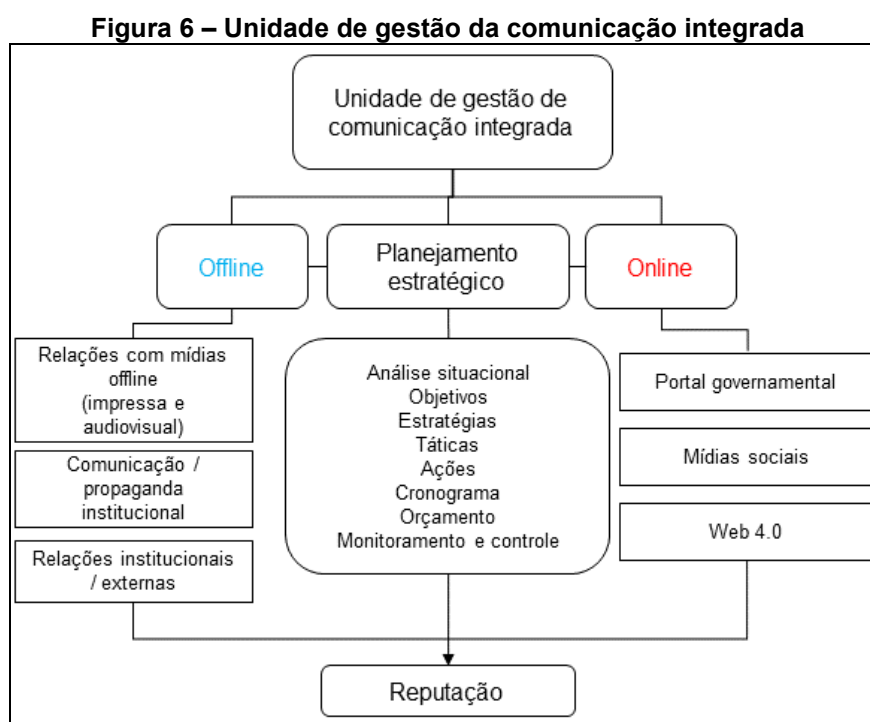 Figura 6 – Unidade de gestão da comunicação integrada
Unidade de gestão de
comunicação integrada
Offline
Planejamento
estratégico
Online
Relações com mídias
offline
(impressa e
audiovisual)
Comunicação /
propaganda
institucional
Relações institucionais
/ externas
Análise situacional
Objetivos
Estratégias
Táticas
Ações
Cronograma
Orçamento
Monitoramento e controle
Portal governamental
Mídias sociais
Web 4.0
Reputação